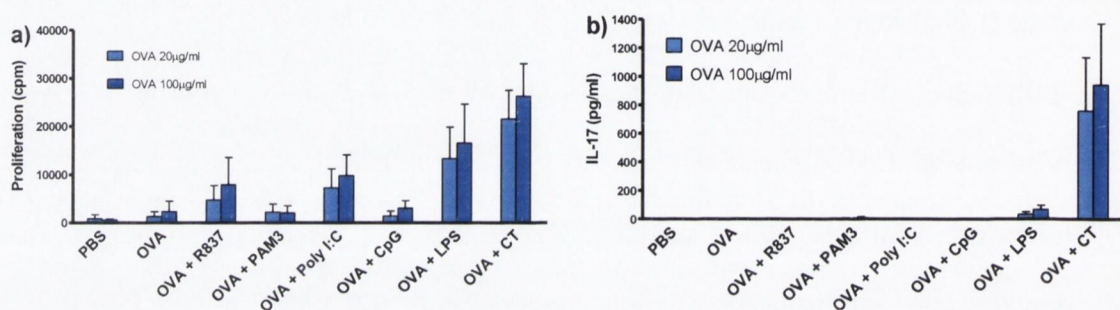 a)
Proliferation (cpm)
40000
30000
20000
10000
0
OVA 20µg/ml
OVA 100µg/ml
PBS
OVA
OVA + R837
OVA + PAM3
OVA + Poly I:C
OVA + CpG
OVA + LPS
OVA + CT
b)
IL-17 (pg/ml)
1400
1200
1000
800
600
400
200
0
OVA 20µg/ml
OVA 100µg/ml
PBS
OVA
OVA + R837
OVA + PAM3
OVA + Poly I:C
OVA + CpG
OVA + LPS
OVA + CT